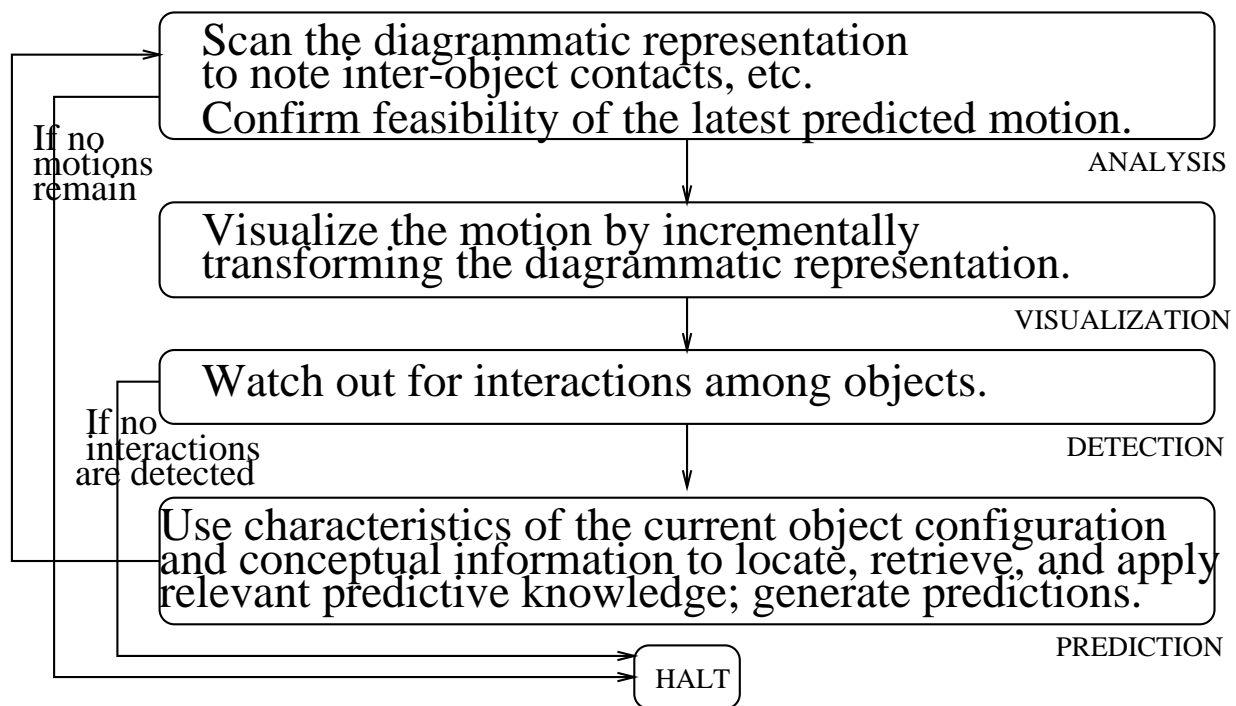 Scan the diagrammatic representation
to note inter-object contacts, etc.
Confirm feasibility of the latest predicted motion.
ANALYSIS
If no
motions
remain
Visualize the motion by incrementally
transforming the diagrammatic representation.
VISUALIZATION
Watch out for interactions among objects.
DETECTION
If no
interactions
are detected
Use characteristics of the current object configuration
and conceptual information to locate, retrieve, and apply
relevant predictive knowledge; generate predictions.
PREDICTION
HALT